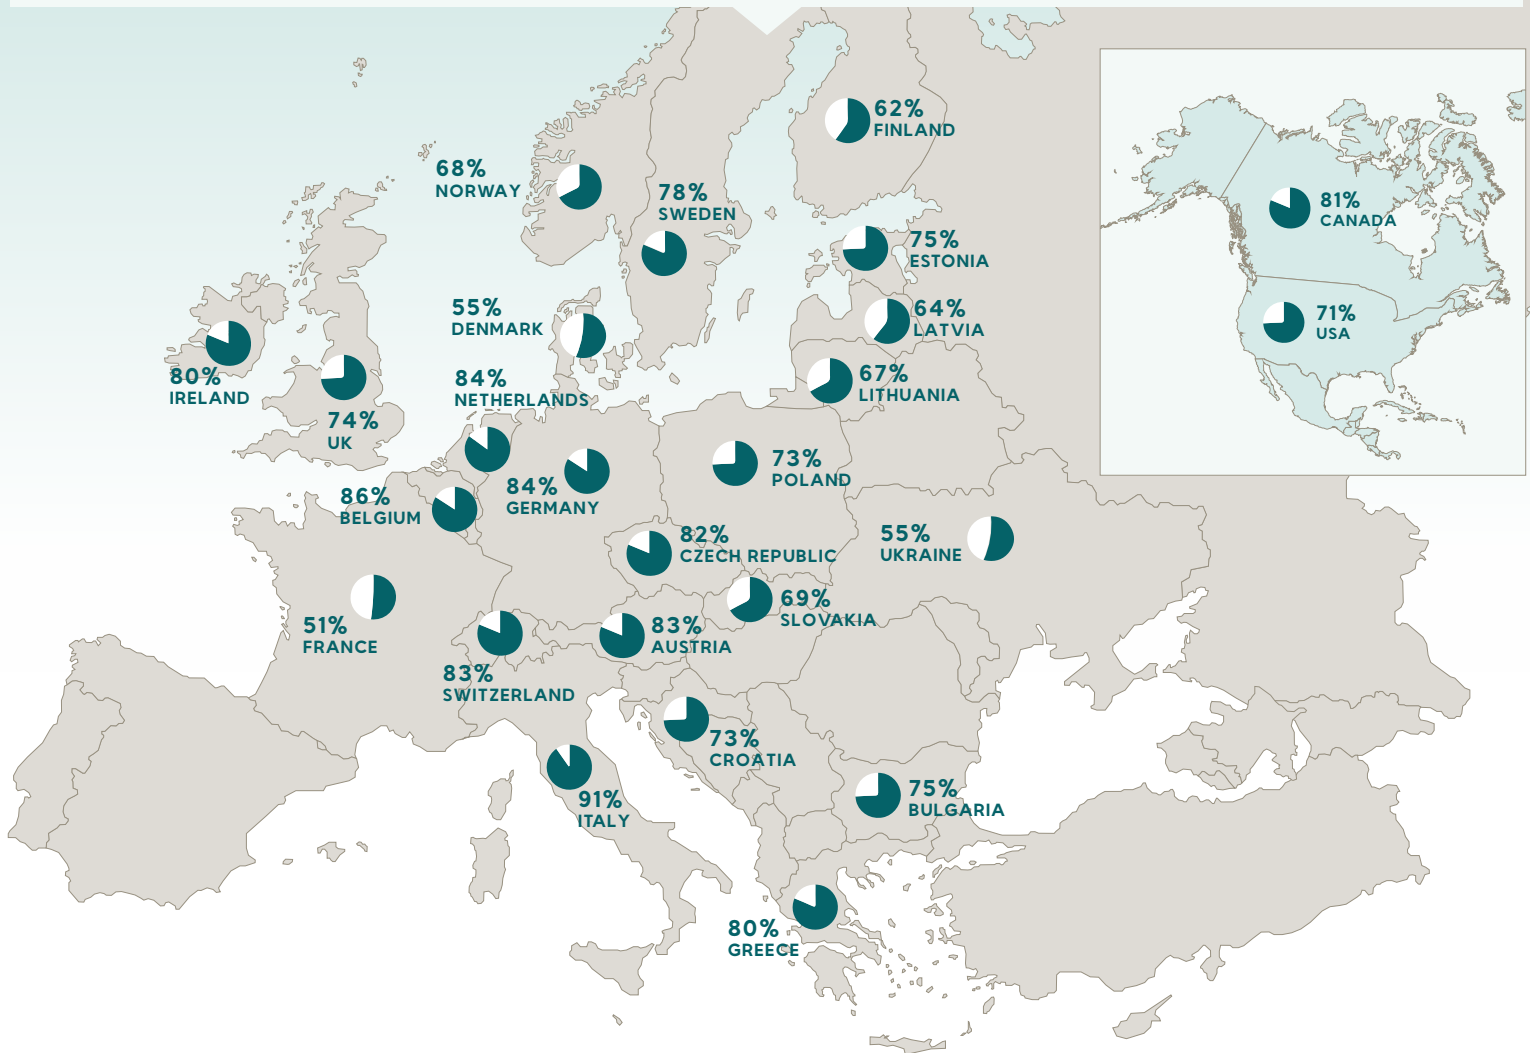 62%
FINLAND
68%
NORWAY
78%
SWEDEN
81%
CANADA
75%
ESTONIA
55%
DENMARK
64%
LATVIA
71%
USA
80%
IRELAND
84%
NETHERLANDS
67%
LITHUANIA
74%
UK
73%
POLAND
86%
BELGIUM
84%
GERMANY
82%
CZECH REPUBLIC
55%
UKRAINE
69%
SLOVAKIA
51%
FRANCE
83%
AUSTRIA
83%
SWITZERLAND
73%
CROATIA
91%
ITALY
75%
BULGARIA
80%
GREECE